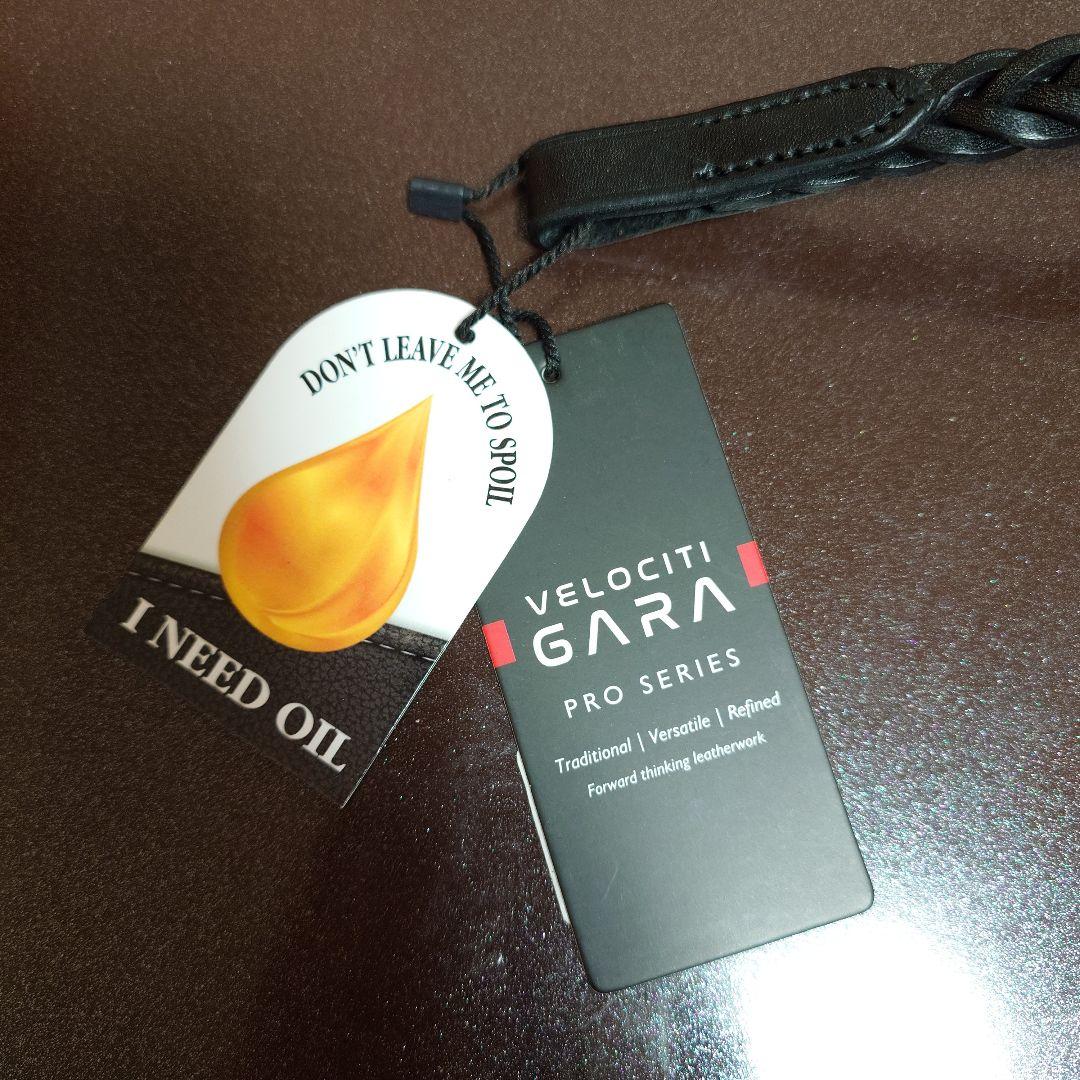 DON'T LEAVE ME TO SPOIL
I NEED OIL
VELOCITI
GARA
PRO SERIES
Traditional | Versatile | Refined
Forward thinking leatherwork